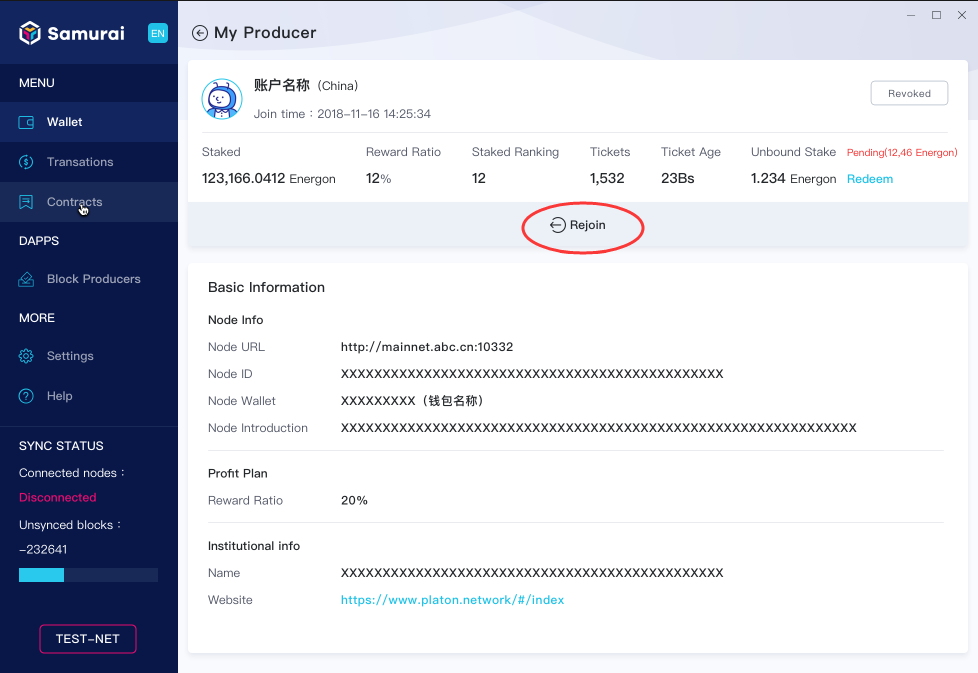 Samurai
EN
MENU
Wallet
Transations
Contracts
DAPPS
Block Producers
MORE
Settings
Help
SYNC STATUS
Connected nodes：
Disconnected
Unsynced blocks：
-232641
TEST-NET
My Producer
账户名称（China）
Join time：2018-11-16 14:25:34
Revoked
Staked Reward Ratio Staked Ranking Tickets Ticket Age Unbound Stake Pending(12,46 Energon)
123,166.0412 Energon 12% 12 1,532 23Bs 1.234 Energon Redeem
Rejoin
Basic Information
Node Info
Node URL http://mainnet.abc.cn:10332
Node ID XXXXXXXXXXXXXXXXXXXXXXXXXXXXXXXXXXXXXXXXXXXXXX
Node Wallet XXXXXXXXX（钱包名称）
Node Introduction XXXXXXXXXXXXXXXXXXXXXXXXXXXXXXXXXXXXXXXXXXXXXXXXXXXXXXXXXXXXXX
Profit Plan
Reward Ratio 20%
Institutional info
Name XXXXXXXXXXXXXXXXXXXXXXXXXXXXXXXXXXXXXXXXXXXXXX
Website https://www.platon.network/#/index